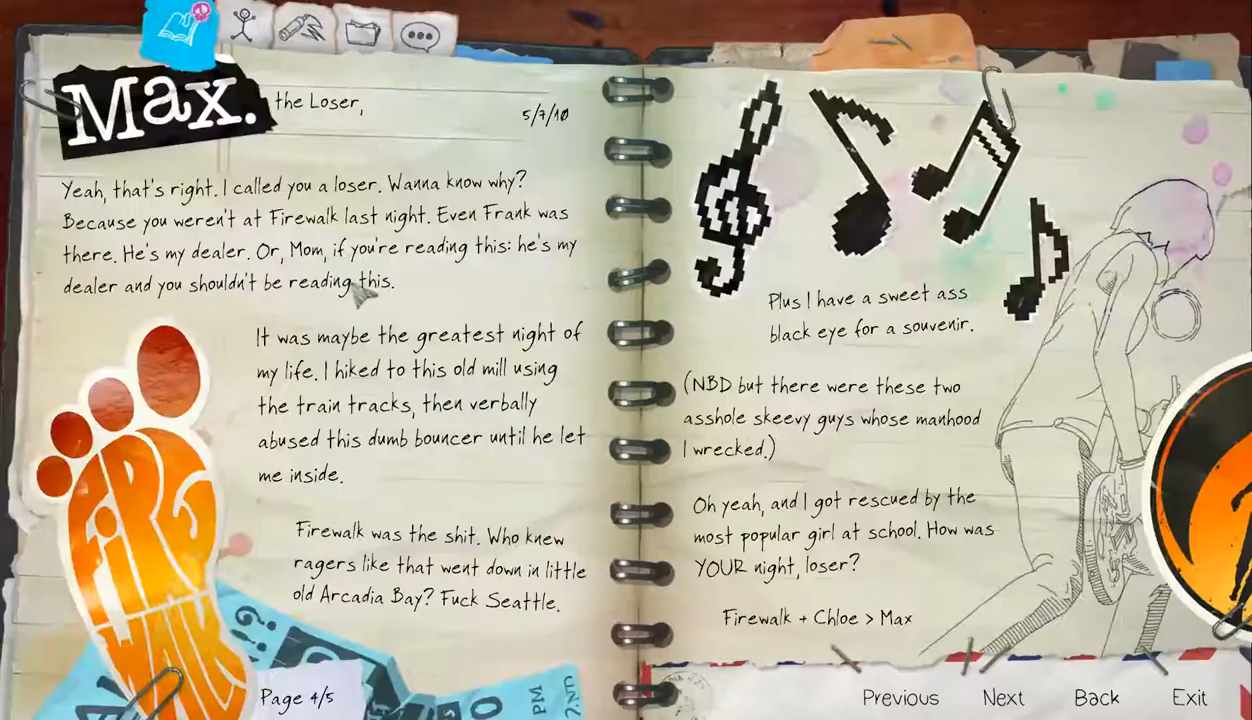 Max.
the Loser,
5/7/10
Yeah, that's right. I called you a loser. Wanna know why?
Because you weren't at Firewalk last night. Even Frank was
there. He's my dealer. Or, Mom, if you're reading this: he's my
dealer and you shouldn't be reading this.
It was maybe the greatest night of
my life. I hiked to this old mill using
the train tracks, then verbally
abused this dumb bouncer until he let
me inside.
Firewalk was the shit. Who knew
ragers like that went down in little
old Arcadia Bay? Fuck Seattle.
FIRE
WALK
PM
Page 4/5
Plus I have a sweet ass
black eye for a souvenir.
(NBD but there were these two
asshole skeevy guys whose manhood
I wrecked.)
Oh yeah, and I got rescued by the
most popular girl at school. How was
YOUR night, loser?
Firewalk + Chloe > Max
Previous
Next
Back
Exit